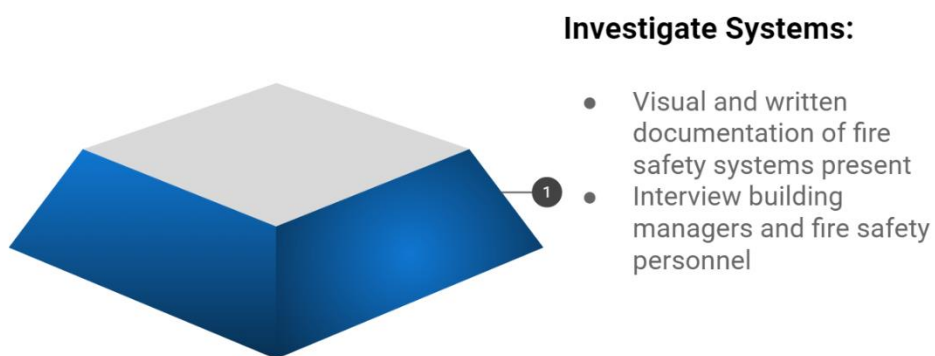 Investigate Systems:
1
● Visual and written
documentation of fire
safety systems present
● Interview building
managers and fire safety
personnel